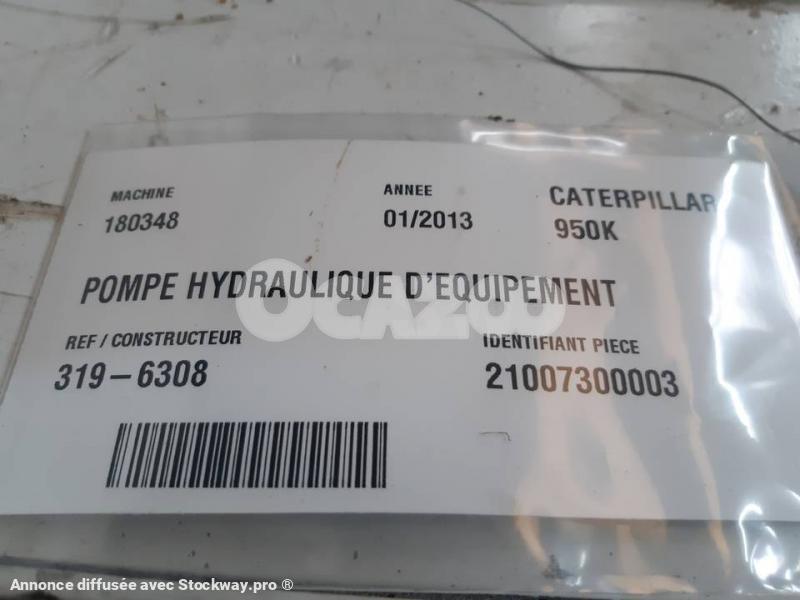 MACHINE
180348
ANNEE
01/2013
CATERPILLAR
950K
POMPE HYDRAULIQUE D'EQUIPEMENT
OCAZOO
REF / CONSTRUCTEUR
319-6308
IDENTIFIANT PIECE
21007300003
Annonce diffusée avec Stockway.pro ®